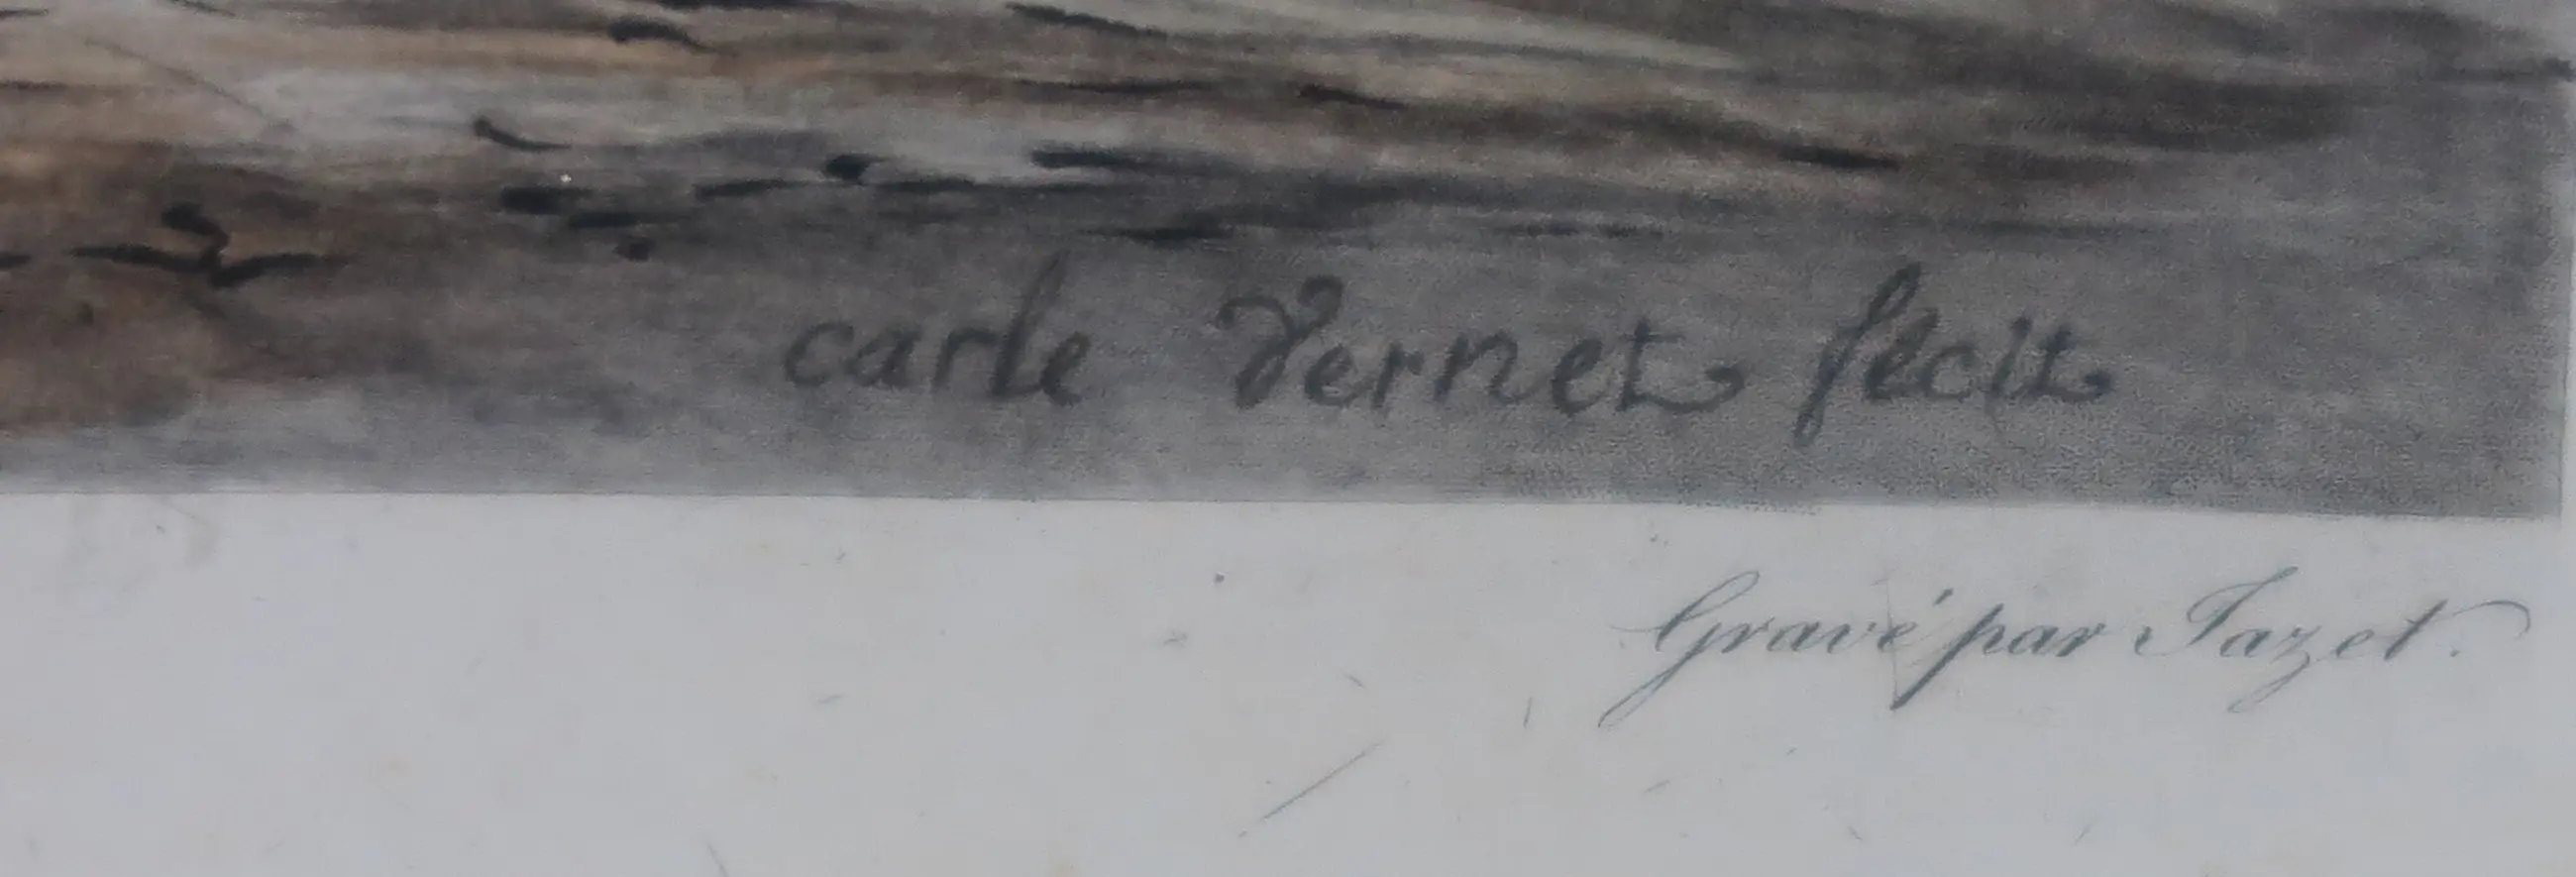 carle Vernet fecit
Gravé par Jazet.